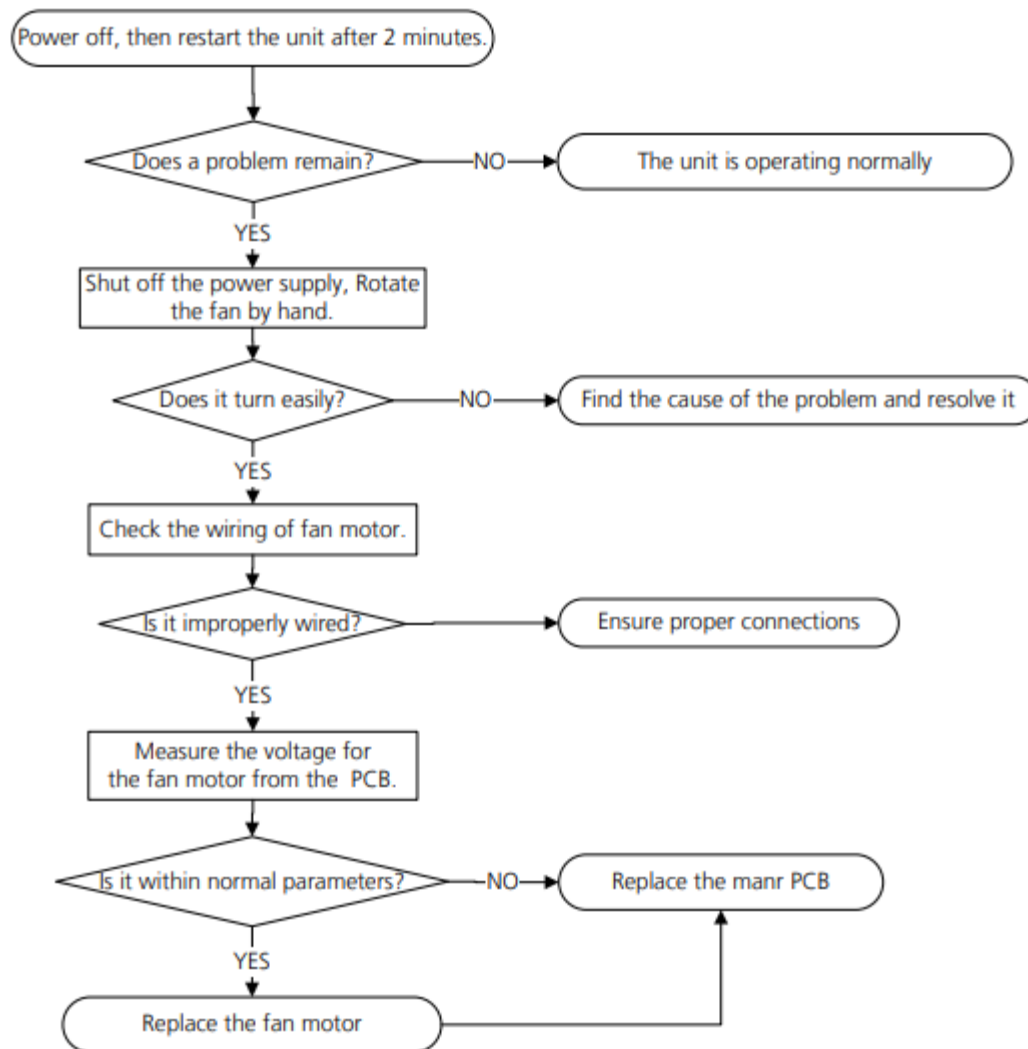 Power off, then restart the unit after 2 minutes.
Does a problem remain?
NO
The unit is operating normally
YES
Shut off the power supply, Rotate
the fan by hand.
Does it turn easily?
NO
Find the cause of the problem and resolve it
YES
Check the wiring of fan motor.
Is it improperly wired?
Ensure proper connections
YES
Measure the voltage for
the fan motor from the PCB.
Is it within normal parameters?
NO
Replace the manr PCB
YES
Replace the fan motor